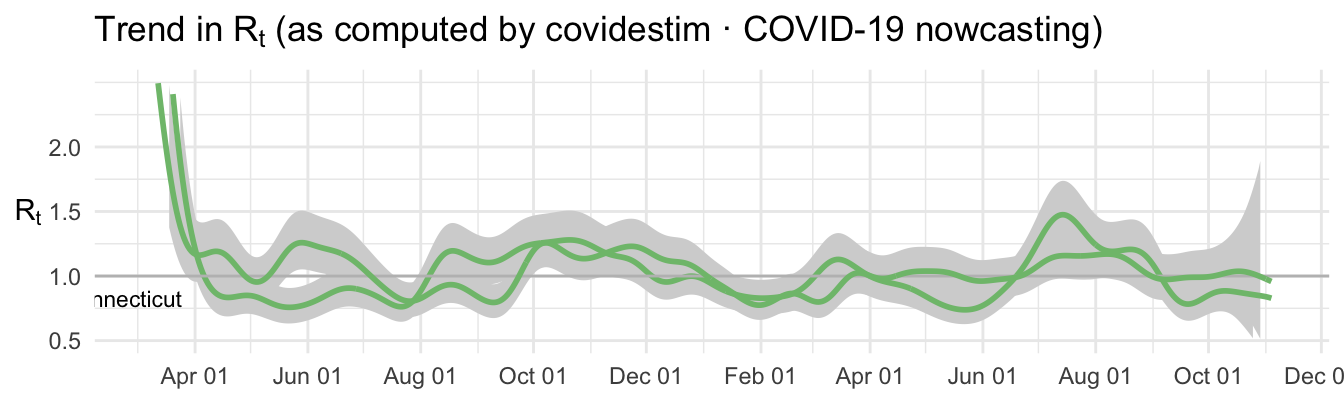 Trend in Rt (as computed by covidestim · COVID-19 nowcasting)
2.0
Rt 1.5
1.0
nnecticut
0.5
Apr 01 Jun 01 Aug 01 Oct 01 Dec 01 Feb 01 Apr 01 Jun 01 Aug 01 Oct 01 Dec 0